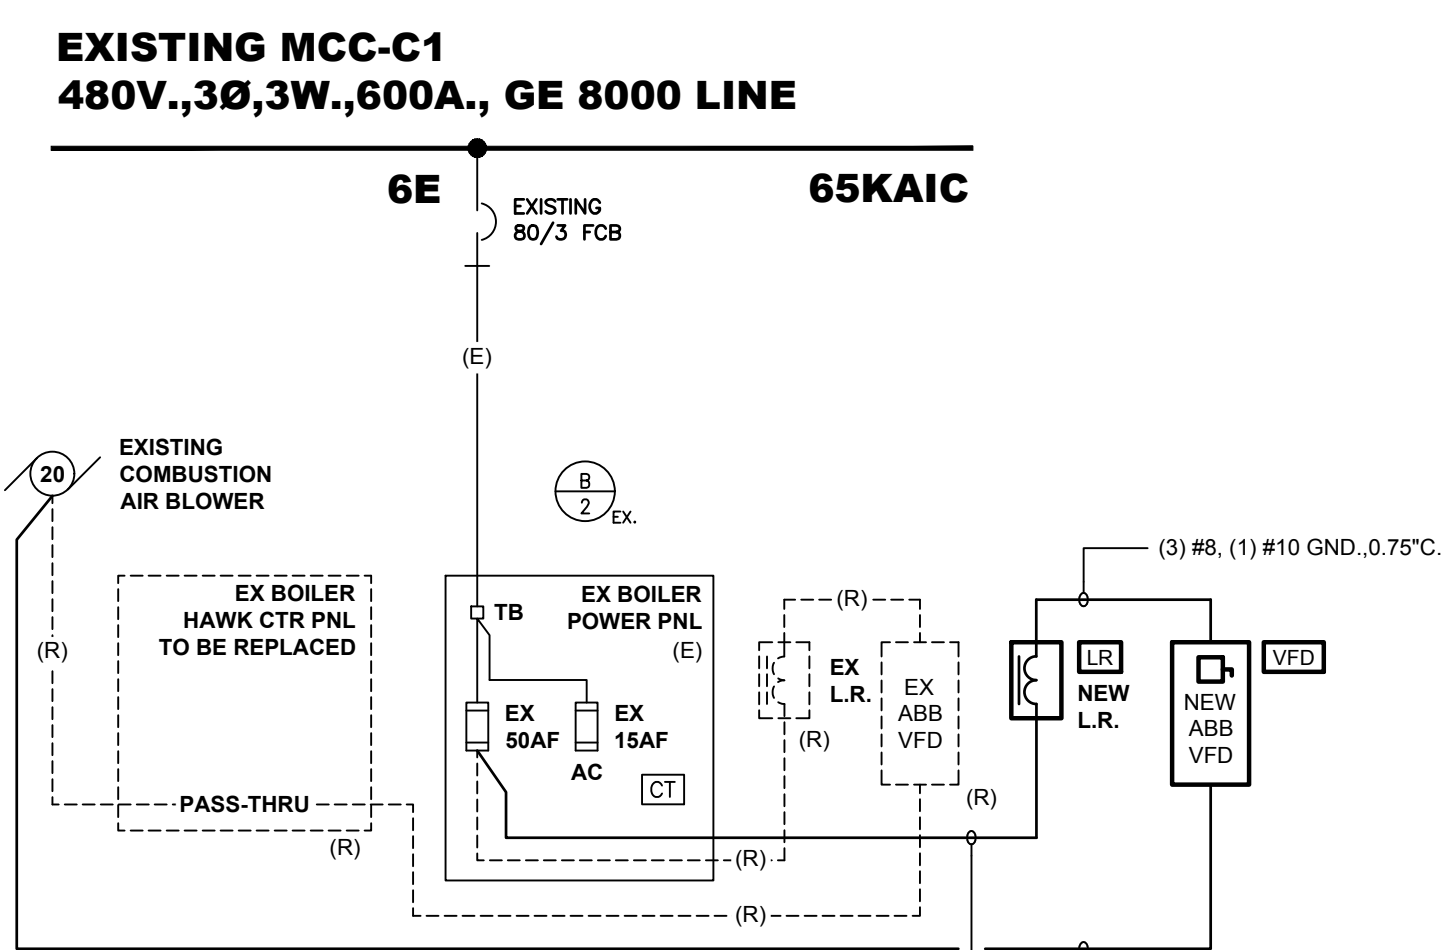 EXISTING MCC-C1
480V.,3Ø,3W.,600A., GE 8000 LINE
6E
65KAIC
EXISTING
80/3 FCB
(E)
EXISTING
COMBUSTION
AIR BLOWER
20
B
2
EX.
(3) #8, (1) #10 GND.,0.75"C.
EX BOILER
HAWK CTR PNL
TO BE REPLACED
(R)
PASS-THRU
(R)
TB
EX BOILER
POWER PNL
(E)
EX
50AF
EX
15AF
AC
CT
(R)
EX
L.R.
(R)
EX
ABB
VFD
(R)
LR
NEW
L.R.
NEW
ABB
VFD
VFD
(R)
(R)